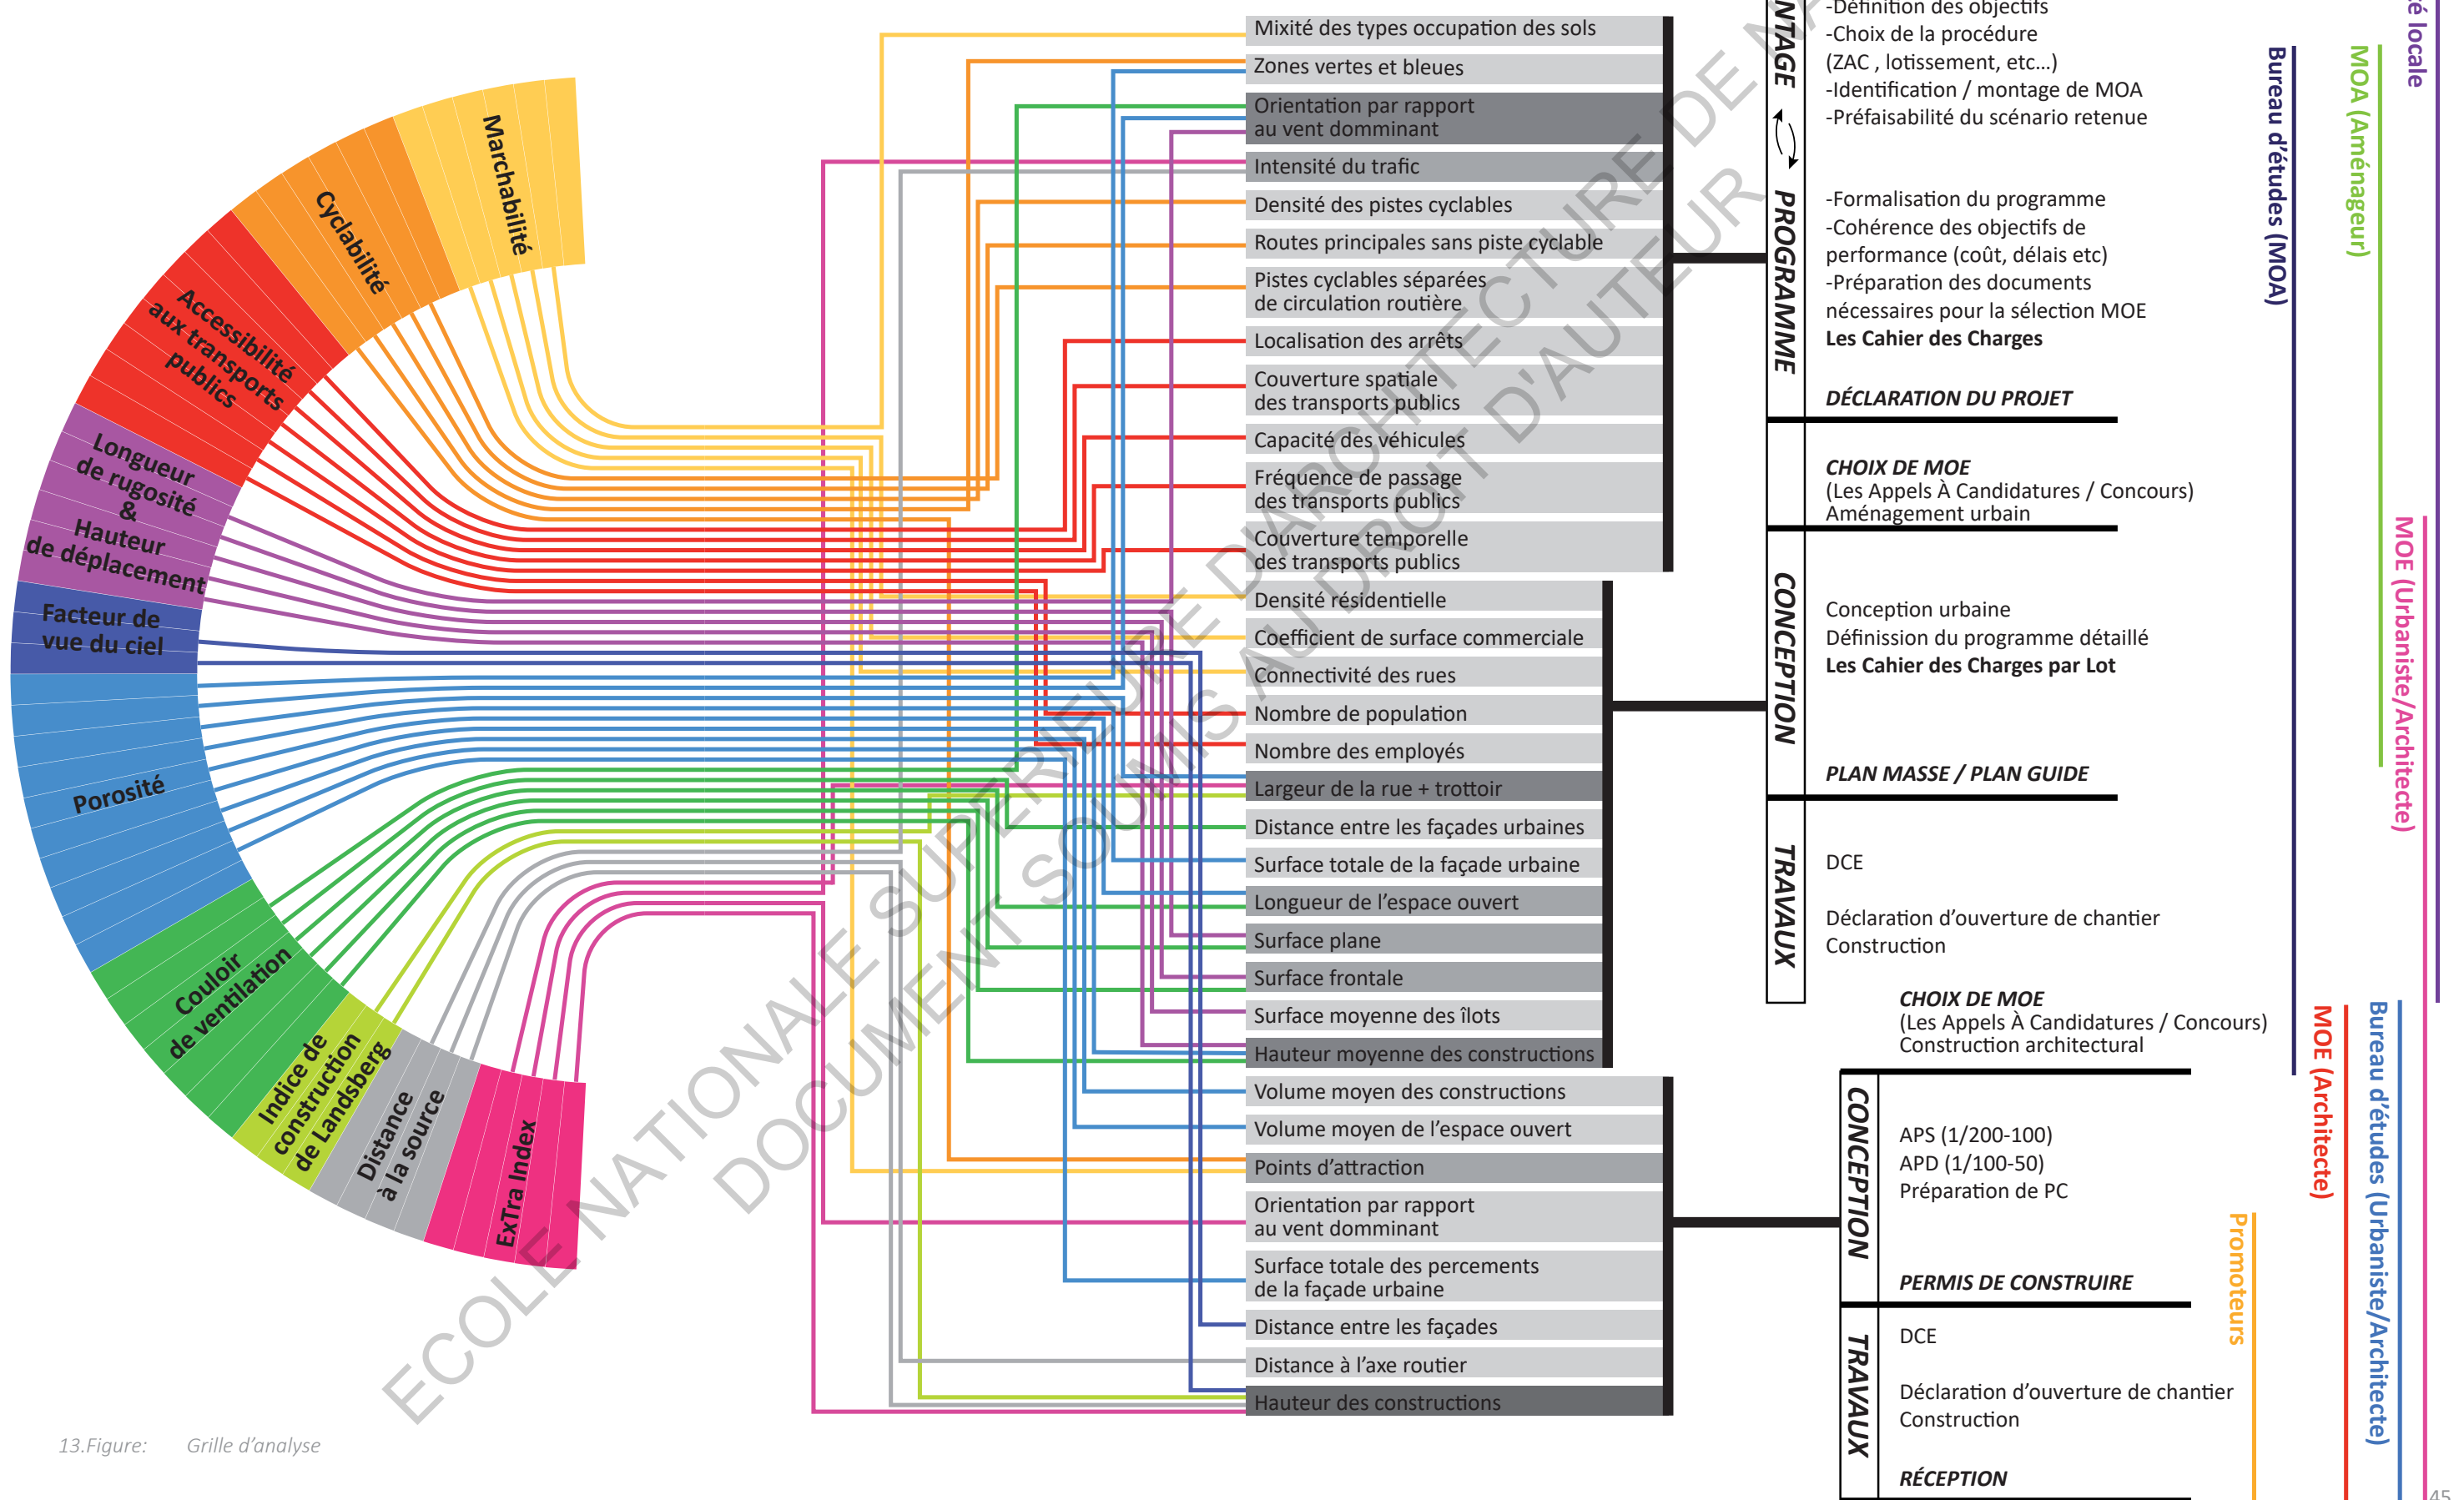 Marchabilité
Cyclabilité
Accessibilité
aux transports
publics
Longueur
de rugosité
&
Hauteur
de déplacement
Facteur de
vue du ciel
Porosité
Couloir
de ventilation
Indice de
construction
de Landsberg
Distance
à la source
ExTra Index
Mixité des types occupation des sols
Zones vertes et bleues
Orientation par rapport
au vent domminant
Intensité du trafic
Densité des pistes cyclables
Routes principales sans piste cyclable
Pistes cyclables séparées
de circulation routière
Localisation des arrêts
Couverture spatiale
des transports publics
Capacité des véhicules
Fréquence de passage
des transports publics
Couverture temporelle
des transports publics
Densité résidentielle
Coefficient de surface commerciale
Connectivité des rues
Nombre de population
Nombre des employés
Largeur de la rue + trottoir
Distance entre les façades urbaines
Surface totale de la façade urbaine
Longueur de l'espace ouvert
Surface plane
Surface frontale
Surface moyenne des îlots
Hauteur moyenne des constructions
Volume moyen des constructions
Volume moyen de l'espace ouvert
Points d'attraction
Orientation par rapport
au vent domminant
Surface totale des percements
de la façade urbaine
Distance entre les façades
Distance à l'axe routier
Hauteur des constructions
NTAGE
-Définition des objectifs
-Choix de la procédure
(ZAC , lotissement, etc...)
-Identification / montage de MOA
-Préfaisabilité du scénario retenue
PROGRAMME
-Formalisation du programme
-Cohérence des objectifs de
performance (coût, délais etc)
-Préparation des documents
nécessaires pour la sélection MOE
Les Cahier des Charges
DÉCLARATION DU PROJET
CHOIX DE MOE
(Les Appels À Candidatures / Concours)
Aménagement urbain
CONCEPTION
Conception urbaine
Définission du programme détaillé
Les Cahier des Charges par Lot
PLAN MASSE / PLAN GUIDE
TRAVAUX
DCE
Déclaration d'ouverture de chantier
Construction
CHOIX DE MOE
(Les Appels À Candidatures / Concours)
Construction architectural
CONCEPTION
APS (1/200-100)
APD (1/100-50)
Préparation de PC
PERMIS DE CONSTRUIRE
TRAVAUX
DCE
Déclaration d'ouverture de chantier
Construction
RÉCEPTION
Bureau d'études (MOA)
MOA (Aménageur)
té locale
MOE (Urbaniste/Architecte)
MOE (Architecte)
Bureau d'études (Urbaniste/Architecte)
Promoteurs
ECOLE NATIONALE SUPERIEURE D'ARCHITECTURE DE NA
DOCUMENT SOUMIS AU DROIT D'AUTEUR
13.Figure: Grille d'analyse
45